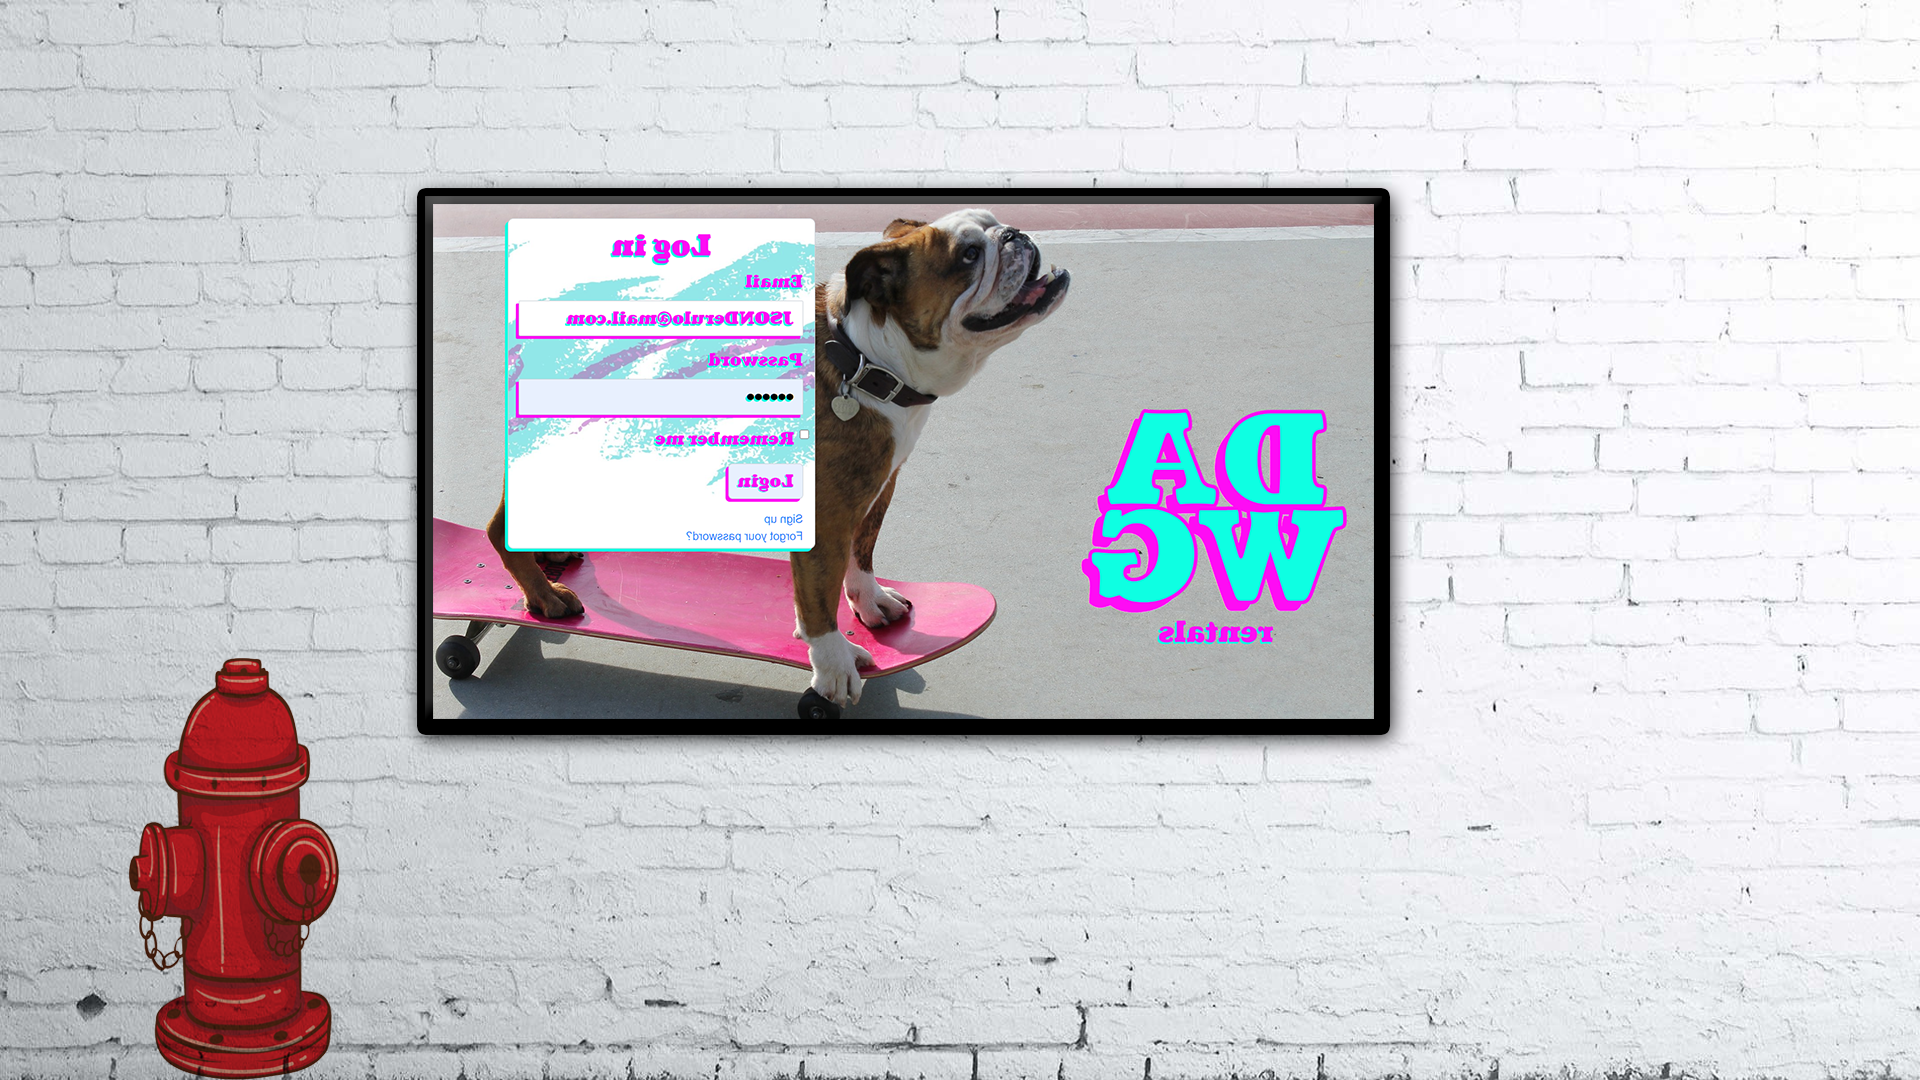 Log in
Email
JSONDerulo@mail.com
Password
••••••
Remember me
Login
Sign up
Forgot your password?
DA
WG
rentals